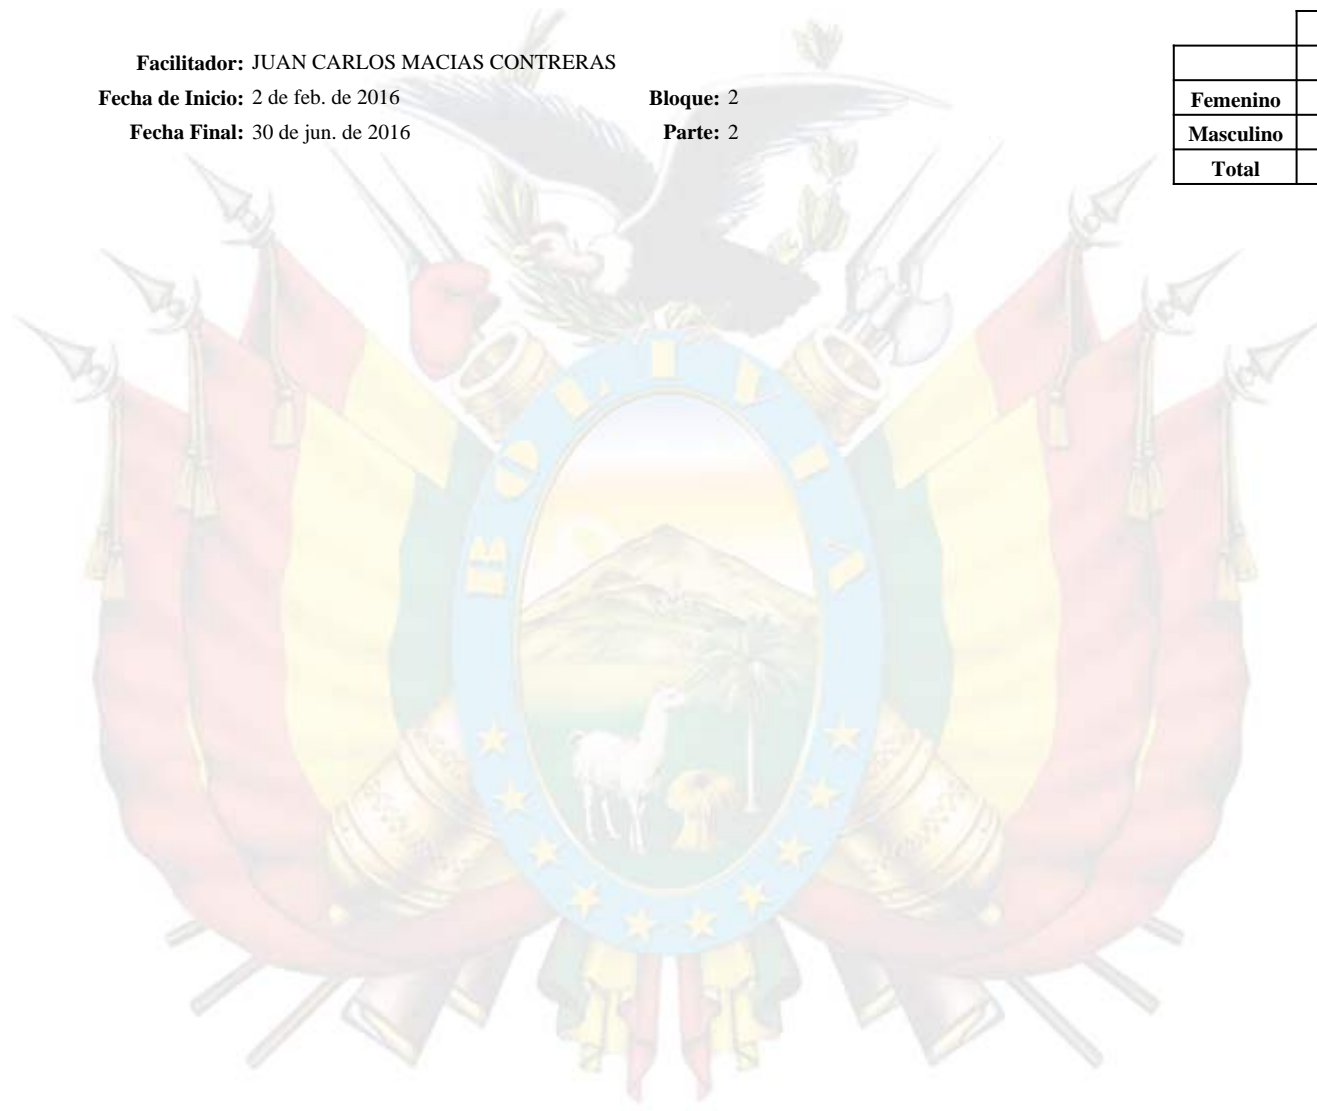 Facilitador: JUAN CARLOS MACIAS CONTRERAS
Fecha de Inicio: 2 de feb. de 2016 Bloque: 2
Fecha Final: 30 de jun. de 2016 Parte: 2
Femenino
Masculino
Total
BOLIVIA